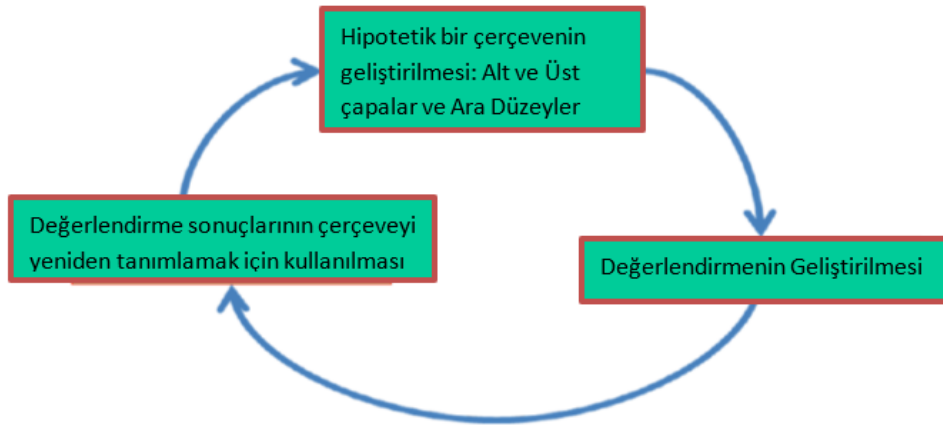 Hipotetik bir çerçevenin
geliştirilmesi: Alt ve Üst
çapalar ve Ara Düzeyler
Değerlendirmenin Geliştirilmesi
Değerlendirme sonuçlarının çerçeveyi
yeniden tanımlamak için kullanılması